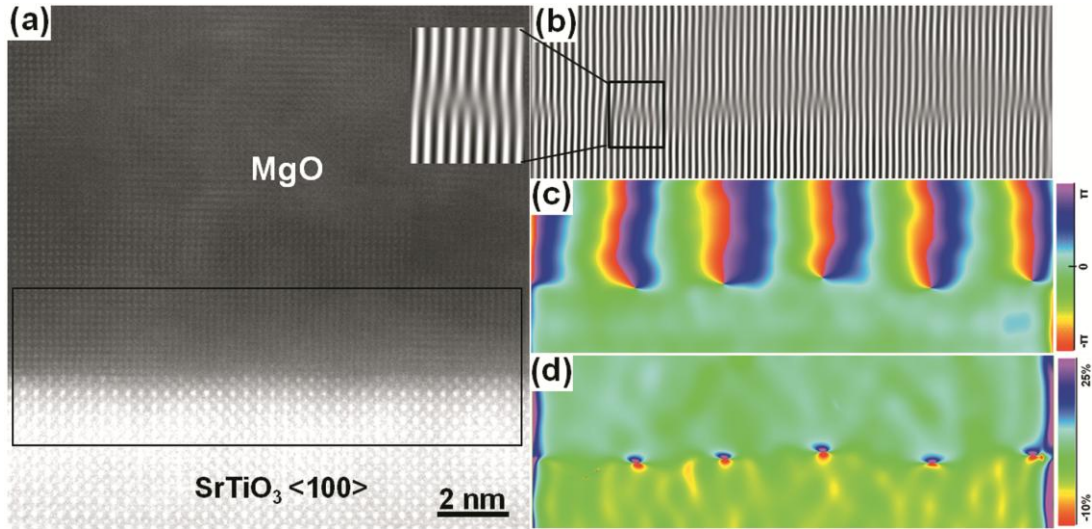 (a)
MgO
SrTiO₃ <100>
2 nm
(b)
(c)
π
0
-π
(d)
25%
-10%